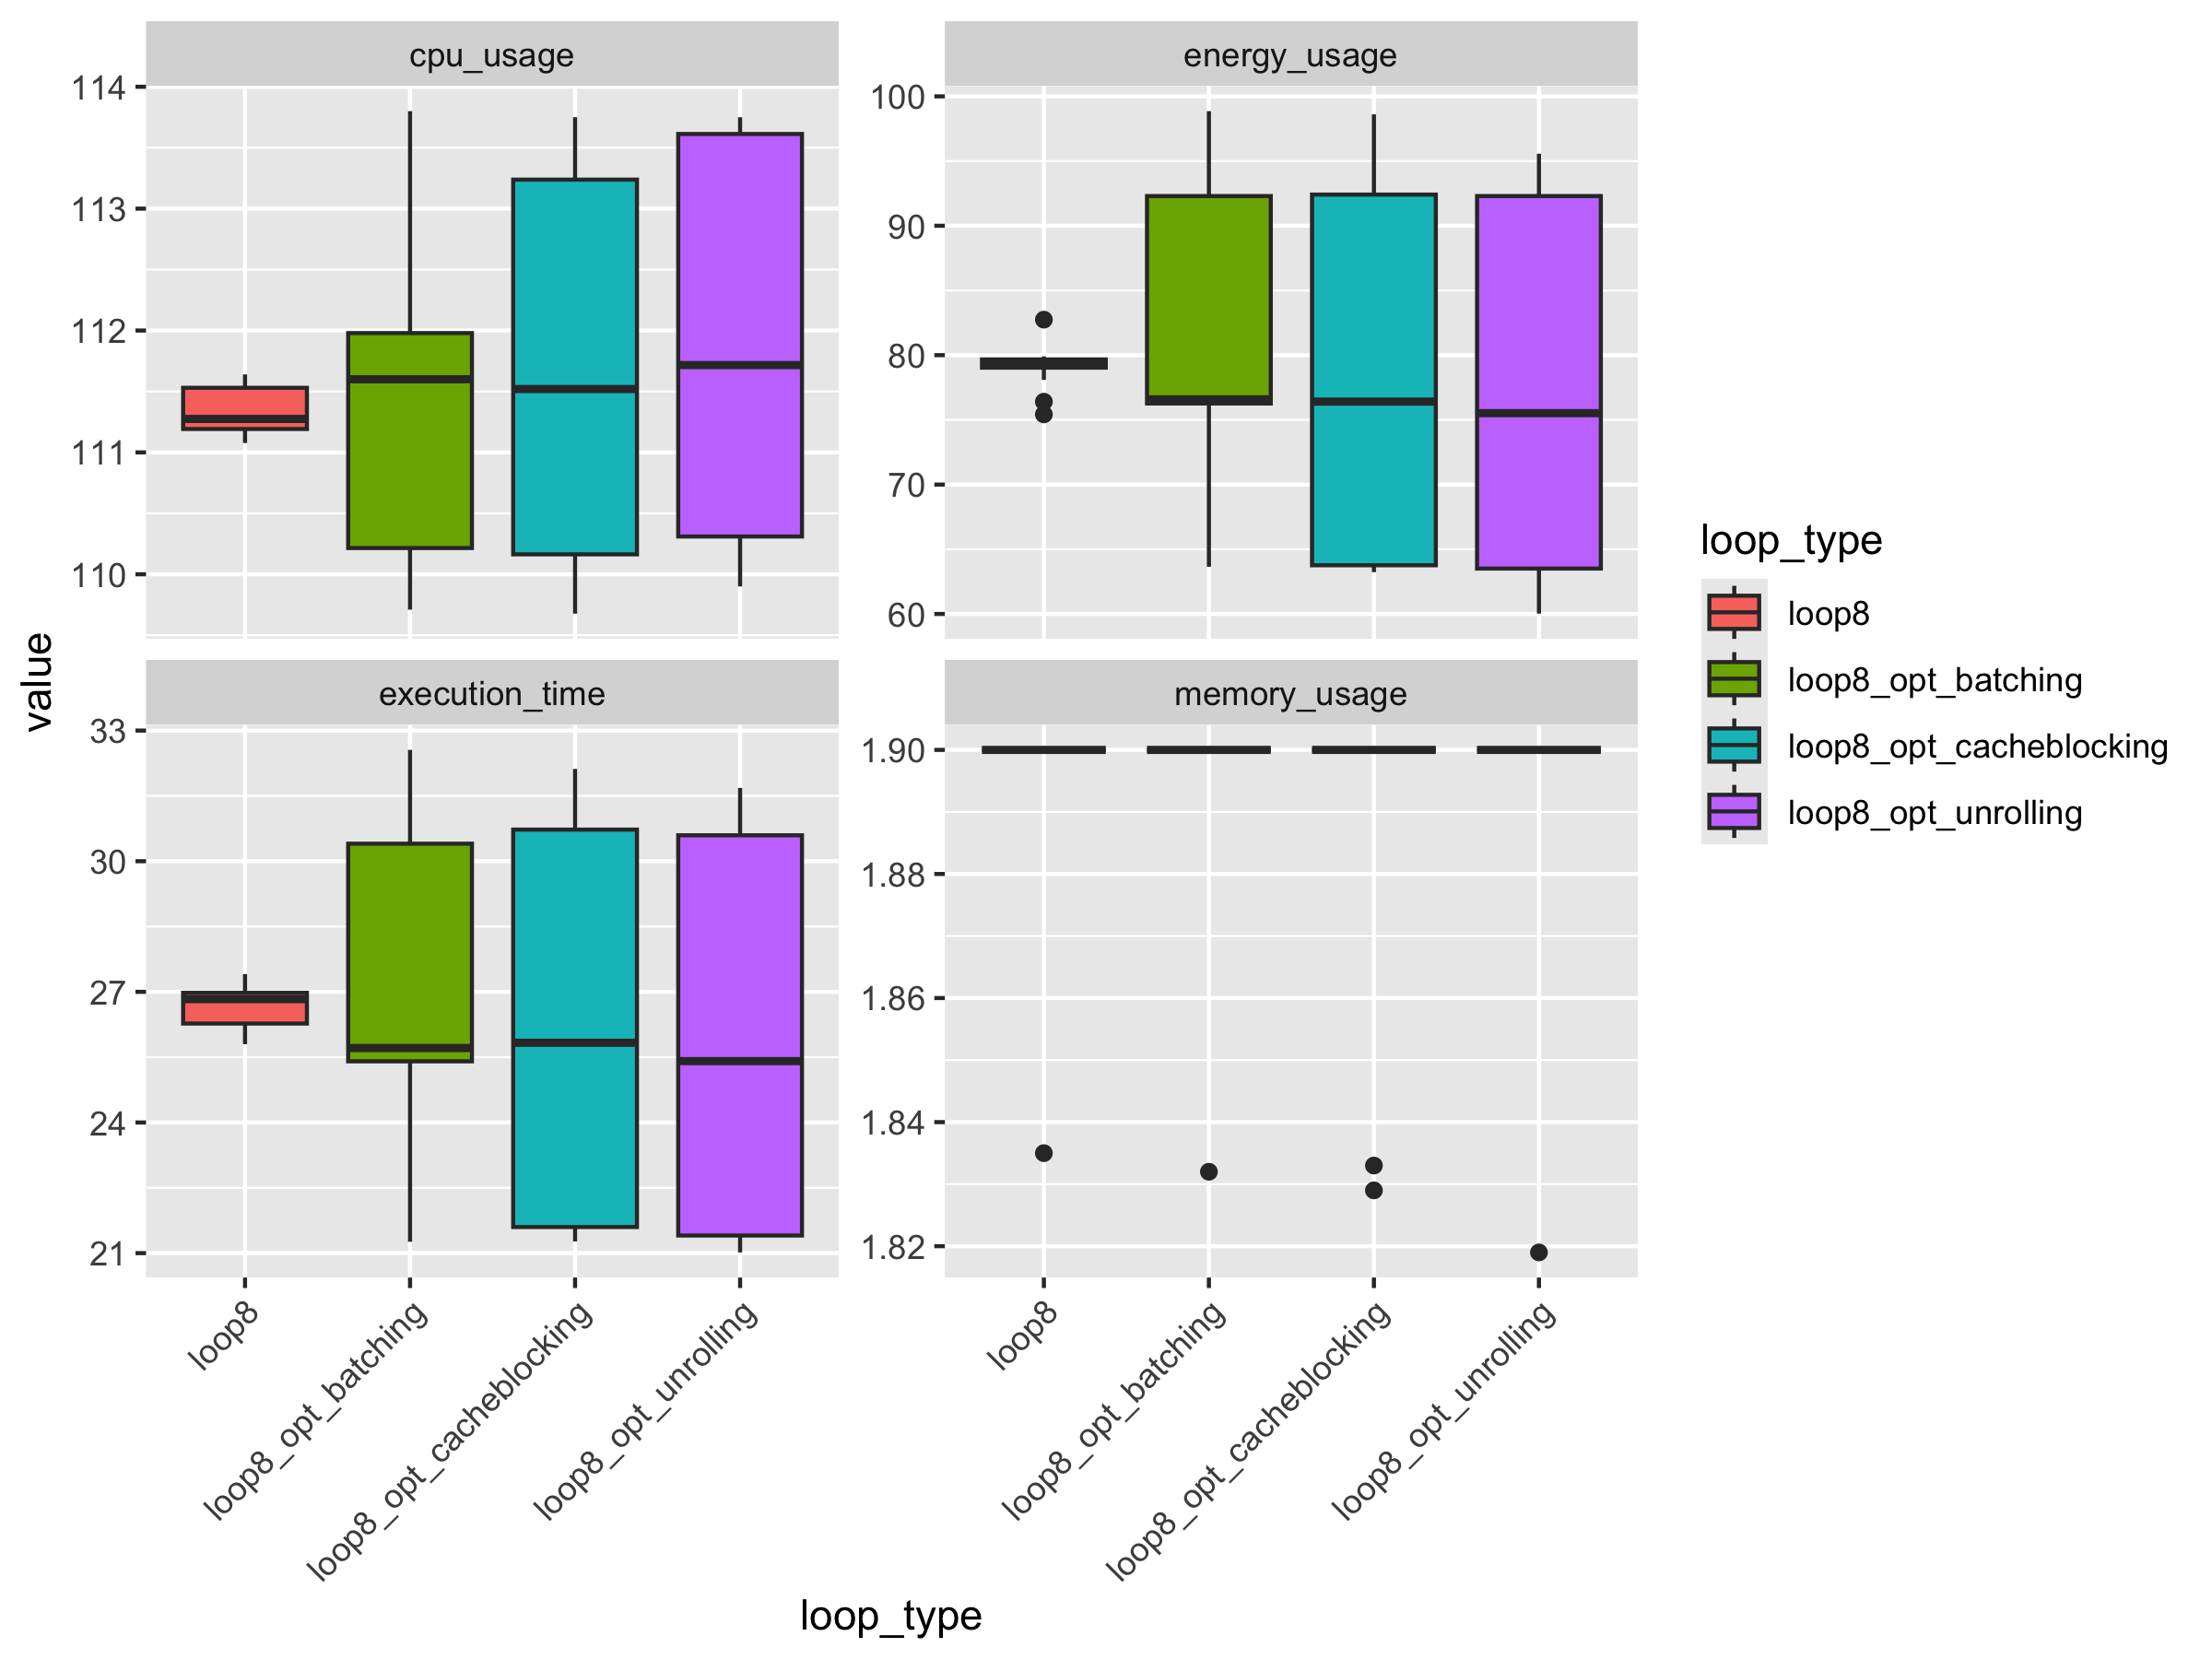 cpu_usage
energy_usage
114
113
112
111
110
100
90
80
70
60
execution_time
memory_usage
33
30
27
24
21
1.90
1.88
1.86
1.84
1.82
value
loop8
loop8_opt_batching
loop8_opt_cacheblocking
loop8_opt_unrolling
loop8
loop8_opt_batching
loop8_opt_cacheblocking
loop8_opt_unrolling
loop_type
loop_type
loop8
loop8_opt_batching
loop8_opt_cacheblocking
loop8_opt_unrolling